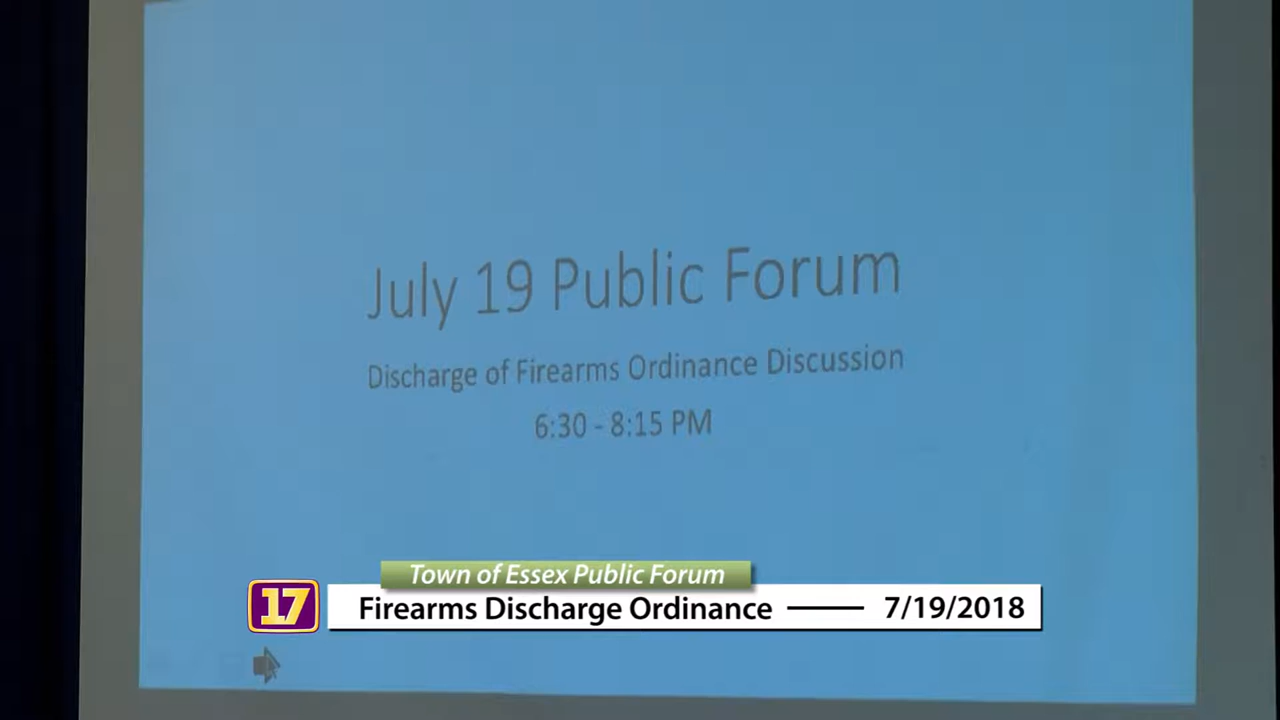 July 19 Public Forum
Discharge of Firearms Ordinance Discussion
6:30 - 8:15 PM
Town of Essex Public Forum
17
Firearms Discharge Ordinance 7/19/2018